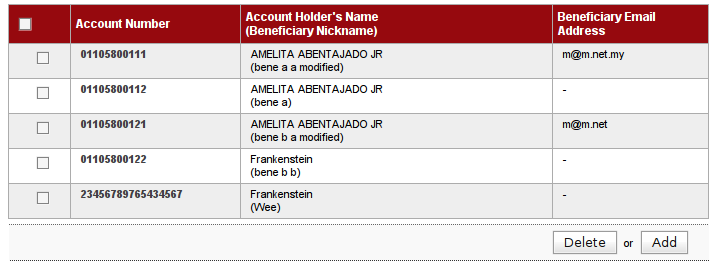 Account Number
Account Holder's Name
(Beneficiary Nickname)
Beneficiary Email
Address
01105800111
AMELITA ABENTAJADO JR
(bene a a modified)
m@m.net.my
01105800112
AMELITA ABENTAJADO JR
(bene a)
-
01105800121
AMELITA ABENTAJADO JR
(bene b a modified)
m@m.net
01105800122
Frankenstein
(bene b b)
-
23456789765434567
Frankenstein
(Wee)
-
Delete or Add